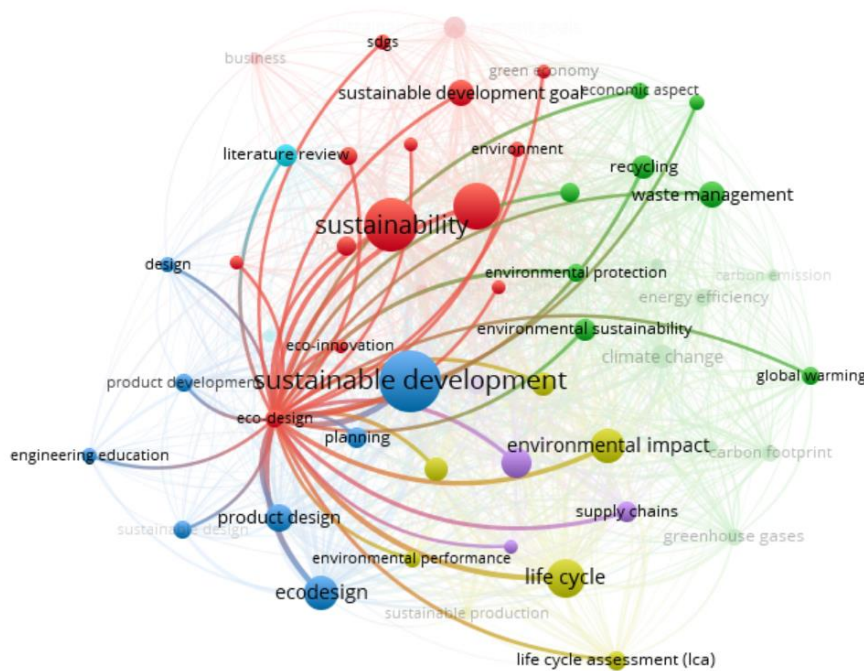 sdgs
business
green economy
sustainable development goal
economic aspect
literature review
environment
recycling
waste management
sustainability
design
environmental protection
carbon emission
energy efficiency
environmental sustainability
eco-innovation
climate change
product development
sustainable development
global warming
eco-design
planning
environmental impact
engineering education
carbon footprint
supply chains
product design
sustainable design
greenhouse gases
environmental performance
life cycle
ecodesign
sustainable production
life cycle assessment (lca)